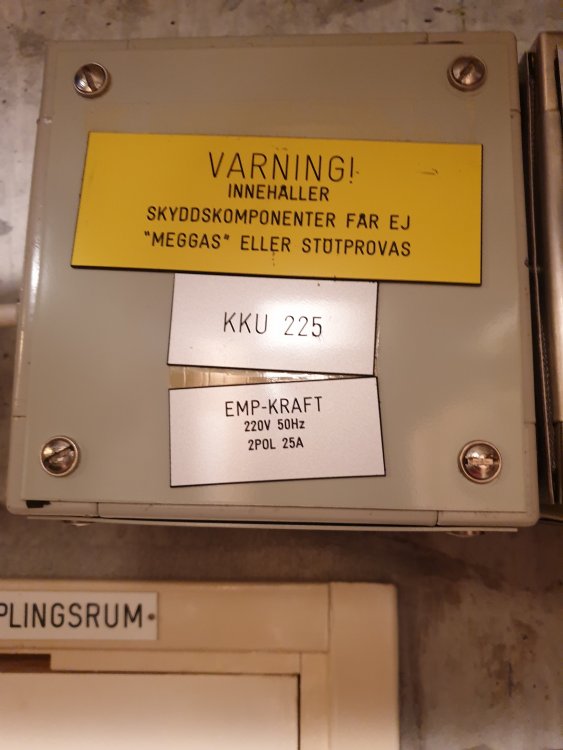 VARNING!
INNEHÅLLER
SKYDDSKOMPONENTER FÅR EJ
"MEGGAS" ELLER STÖTPROVAS
KKU 225
EMP-KRAFT
220V 50Hz
2POL 25A
PLINGSRUM